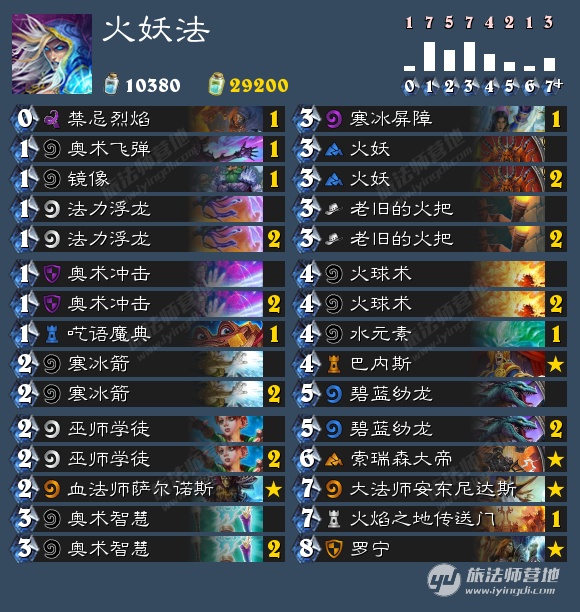 火妖法
10380 29200
1 7 5 7 4 2 1 3
0 1 2 3 4 5 6 7+
0 禁忌烈焰 1
1 奥术飞弹 1
1 镜像 1
1 法力浮龙
1 法力浮龙 2
1 奥术冲击
1 奥术冲击 2
1 呓语魔典 1
2 寒冰箭
2 寒冰箭 2
2 巫师学徒
2 巫师学徒 2
2 血法师萨尔诺斯 ★
3 奥术智慧
3 奥术智慧 2
3 寒冰屏障 1
3 火妖
3 火妖 2
3 老旧的火把
3 老旧的火把 2
4 火球术
4 火球术 2
4 水元素 1
4 巴内斯 ★
5 碧蓝幼龙
5 碧蓝幼龙 2
6 索瑞森大帝 ★
7 大法师安东尼达斯 ★
7 火焰之地传送门 1
8 罗宁 ★
旅法师营地
www.iyingdi.com